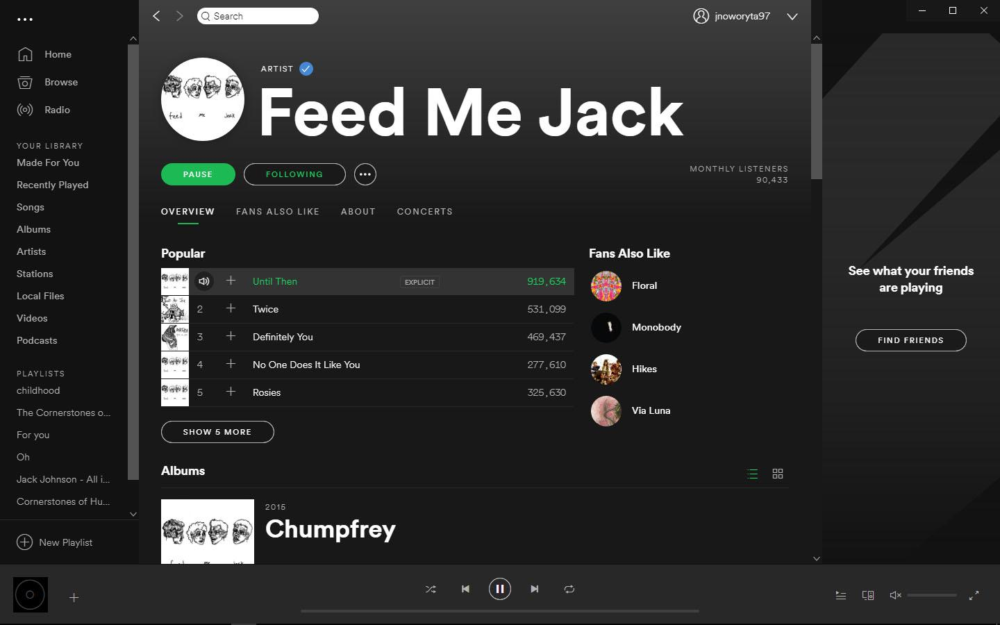 Search
jnoworyta97
Home
Browse
Radio
YOUR LIBRARY
Made For You
Recently Played
Songs
Albums
Artists
Stations
Local Files
Videos
Podcasts
PLAYLISTS
childhood
The Cornerstones o...
For you
Oh
Jack Johnson - All i...
Cornerstones of Hu...
New Playlist
feed me Jack
ARTIST
Feed Me Jack
PAUSE
FOLLOWING
MONTHLY LISTENERS
90,433
OVERVIEW FANS ALSO LIKE ABOUT CONCERTS
Popular
Until Then EXPLICIT 919,634
2 Twice 531,099
3 Definitely You 469,437
4 No One Does It Like You 277,610
5 Rosies 325,630
SHOW 5 MORE
Fans Also Like
Floral
Monobody
Hikes
Via Luna
Albums
2015
Chumpfrey
See what your friends
are playing
FIND FRIENDS